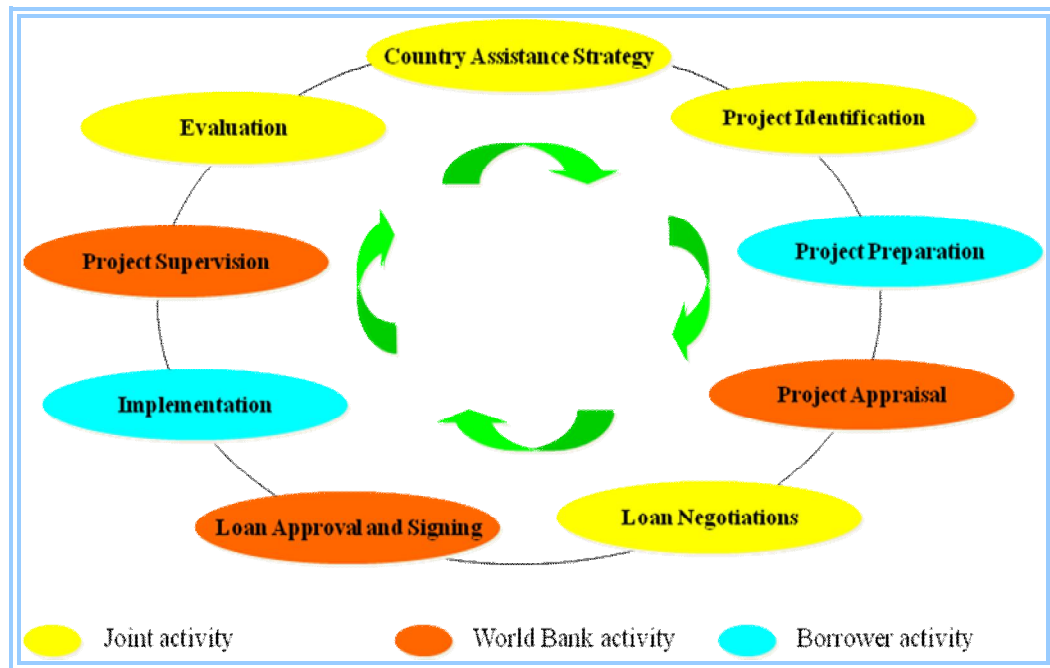 Country Assistance Strategy
Project Identification
Project Preparation
Project Appraisal
Loan Negotiations
Loan Approval and Signing
Implementation
Project Supervision
Evaluation
Joint activity
World Bank activity
Borrower activity